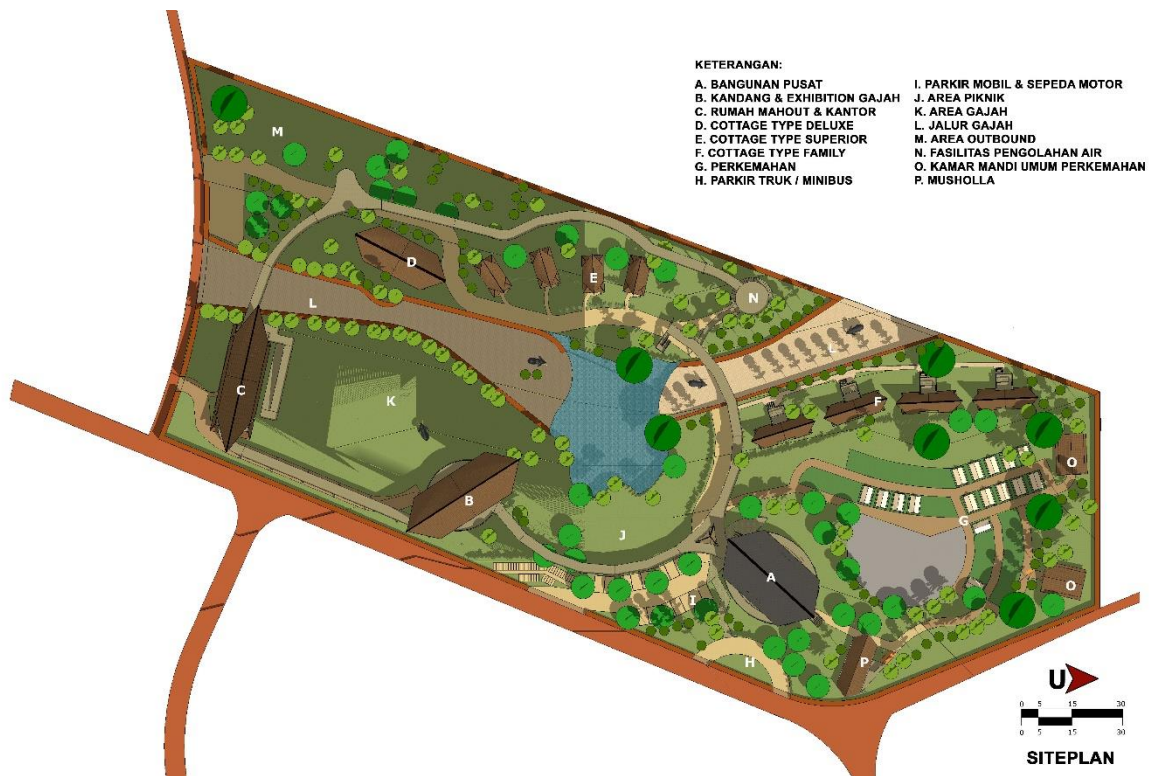 KETERANGAN:
A. BANGUNAN PUSAT
B. KANDANG & EXHIBITION GAJAH
C. RUMAH MAHOUT & KANTOR
D. COTTAGE TYPE DELUXE
E. COTTAGE TYPE SUPERIOR
F. COTTAGE TYPE FAMILY
G. PERKEMAHAN
H. PARKIR TRUK / MINIBUS
I. PARKIR MOBIL & SEPEDA MOTOR
J. AREA PIKNIK
K. AREA GAJAH
L. JALUR GAJAH
M. AREA OUTBOUND
N. FASILITAS PENGOLAHAN AIR
O. KAMAR MANDI UMUM PERKEMAHAN
P. MUSHOLLA
M
D
E
N
L
L
C
K
F
B
O
G
J
A
O
I
H
P
U
0 5 15 30
0 5 15 30
SITEPLAN